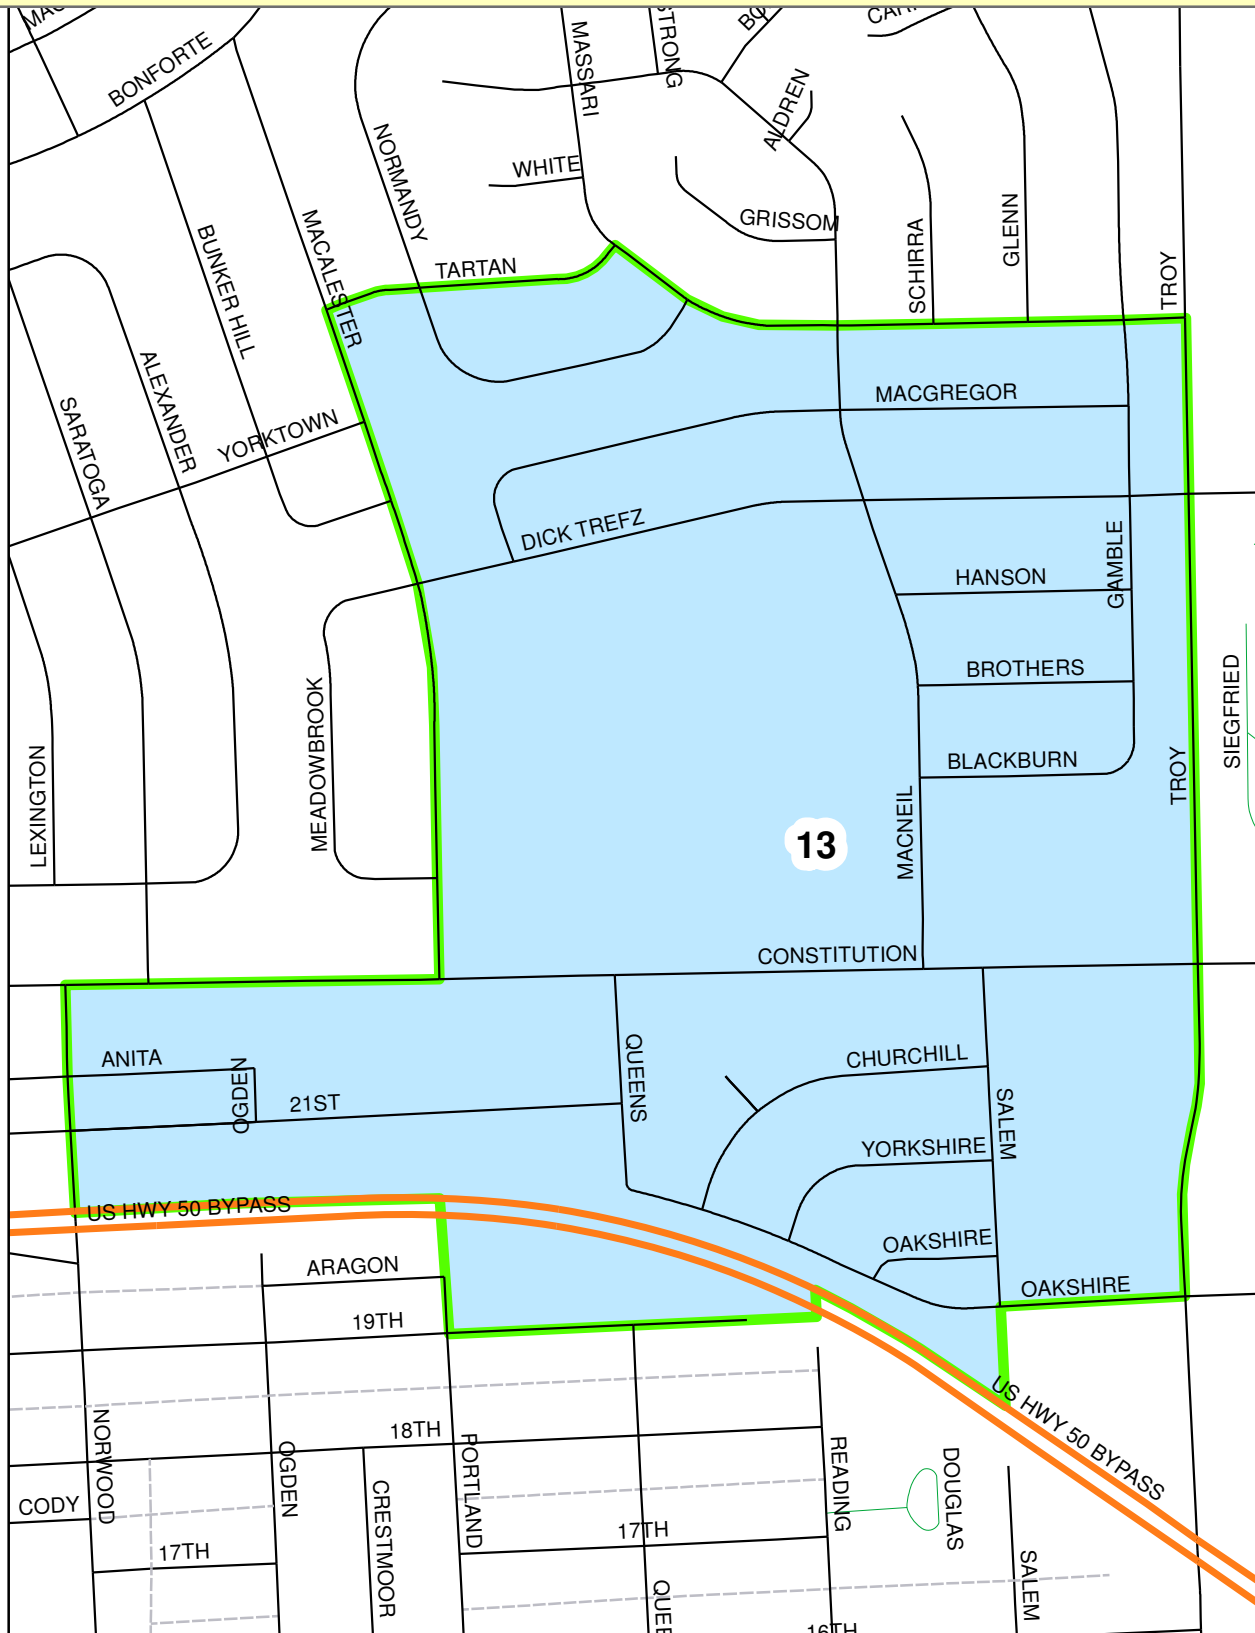 BONFORTE
MASSARI
ALDREN
NORMANDY
WHITE
GRISSOM
MACALESTER
BUNKER HILL
SCHIRRA
GLENN
TROY
TARTAN
ALEXANDER
SARATOGA
YORKTOWN
MACGREGOR
DICK TREFZ
GAMBLE
HANSON
BROTHERS
SIEGFRIED
MEADOWBROOK
LEXINGTON
BLACKBURN
TROY
MACNEIL
13
CONSTITUTION
ANITA
OGDEN
21ST
QUEENS
CHURCHILL
SALEM
YORKSHIRE
US HWY 50 BYPASS
OAKSHIRE
OAKSHIRE
ARAGON
19TH
US HWY 50 BYPASS
NORWOOD
18TH
OGDEN
PORTLAND
READING
DOUGLAS
CODY
CRESTMOOR
17TH
17TH
SALEM
16TH